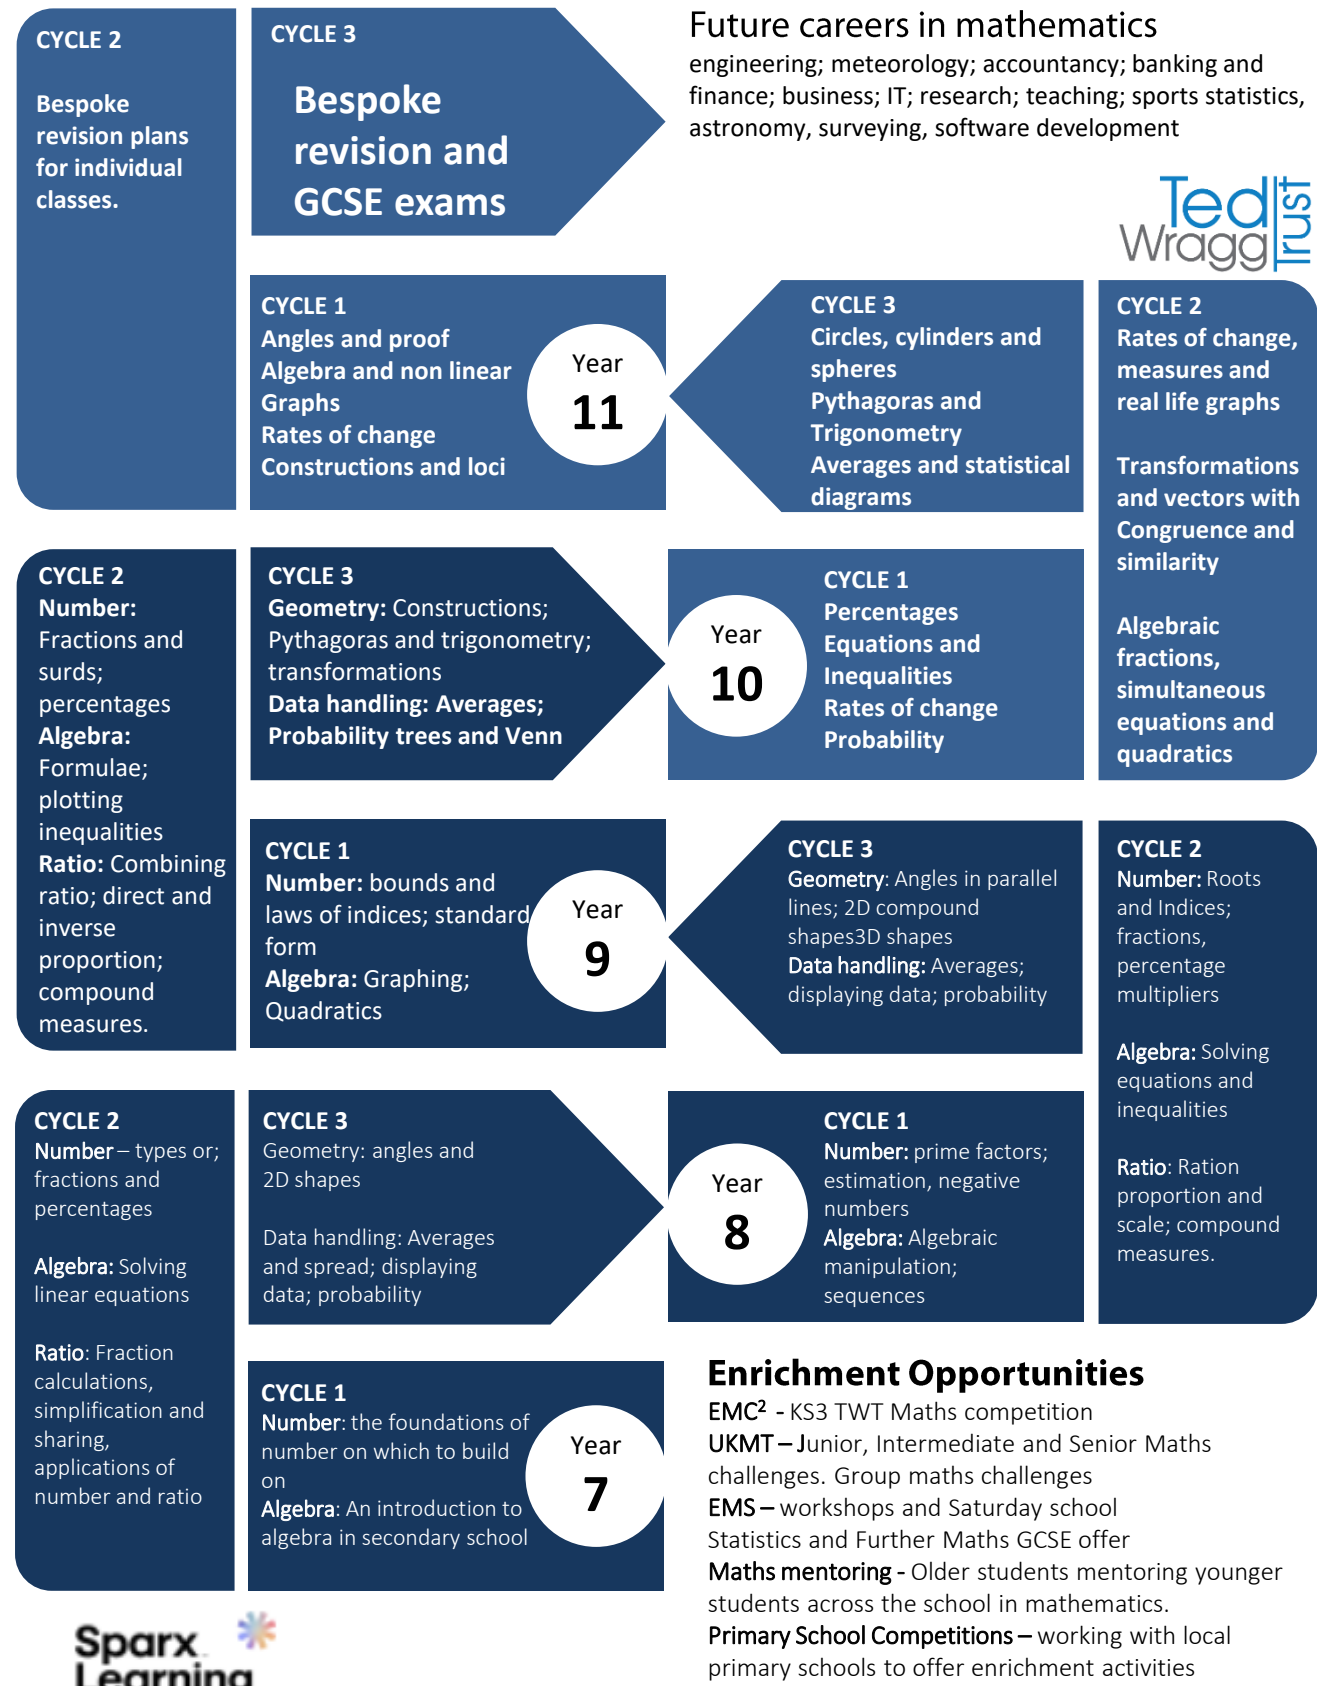 CYCLE 2
Bespoke
revision plans
for individual
classes.
CYCLE 3
Bespoke
revision and
GCSE exams
Future careers in mathematics
engineering; meteorology; accountancy; banking and
finance; business; IT; research; teaching; sports statistics,
astronomy, surveying, software development
Ted
Wragg
Trust
CYCLE 1
Angles and proof
Algebra and non linear
Graphs
Rates of change
Constructions and loci
Year
11
CYCLE 3
Circles, cylinders and
spheres
Pythagoras and
Trigonometry
Averages and statistical
diagrams
CYCLE 2
Rates of change,
measures and
real life graphs
Transformations
and vectors with
Congruence and
similarity
Algebraic
fractions,
simultaneous
equations and
quadratics
CYCLE 2
Number:
Fractions and
surds;
percentages
Algebra:
Formulae;
plotting
inequalities
Ratio: Combining
ratio; direct and
inverse
proportion;
compound
measures.
CYCLE 3
Geometry: Constructions;
Pythagoras and trigonometry;
transformations
Data handling: Averages;
Probability trees and Venn
Year
10
CYCLE 1
Percentages
Equations and
Inequalities
Rates of change
Probability
CYCLE 1
Number: bounds and
laws of indices; standard
form
Algebra: Graphing;
Quadratics
Year
9
CYCLE 3
Geometry: Angles in parallel
lines; 2D compound
shapes3D shapes
Data handling: Averages;
displaying data; probability
CYCLE 2
Number: Roots
and Indices;
fractions,
percentage
multipliers
Algebra: Solving
equations and
inequalities
Ratio: Ration
proportion and
scale; compound
measures.
CYCLE 2
Number – types or;
fractions and
percentages
Algebra: Solving
linear equations
Ratio: Fraction
calculations,
simplification and
sharing,
applications of
number and ratio
CYCLE 3
Geometry: angles and
2D shapes
Data handling: Averages
and spread; displaying
data; probability
Year
8
CYCLE 1
Number: prime factors;
estimation, negative
numbers
Algebra: Algebraic
manipulation;
sequences
CYCLE 1
Number: the foundations of
number on which to build
on
Algebra: An introduction to
algebra in secondary school
Year
7
Enrichment Opportunities
EMC² - KS3 TWT Maths competition
UKMT – Junior, Intermediate and Senior Maths
challenges. Group maths challenges
EMS – workshops and Saturday school
Statistics and Further Maths GCSE offer
Maths mentoring - Older students mentoring younger
students across the school in mathematics.
Primary School Competitions – working with local
primary schools to offer enrichment activities
Sparx
Learning